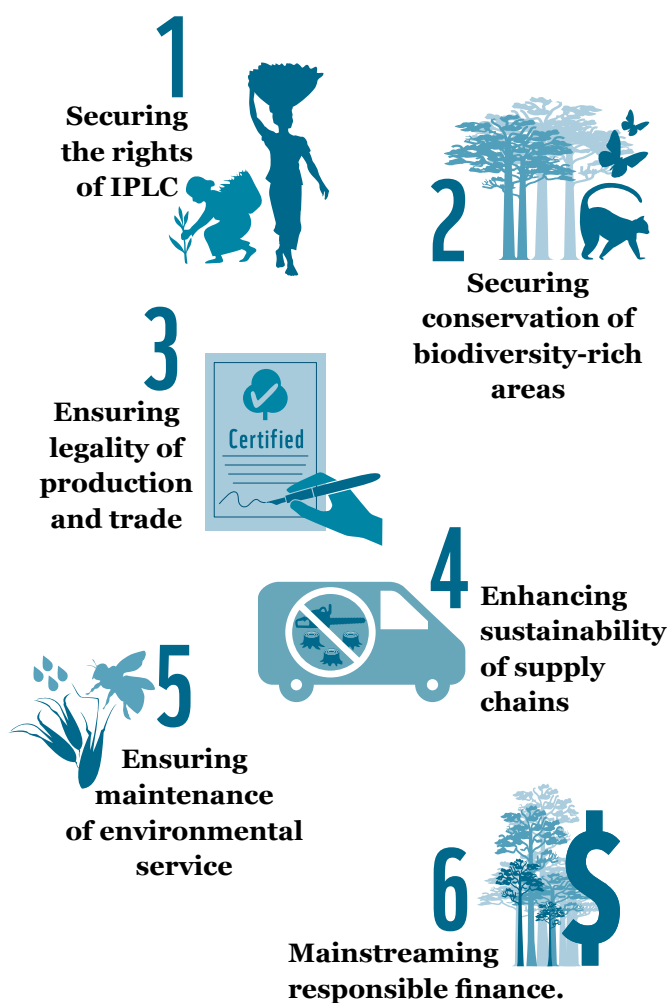 1
Securing
the rights
of IPLC
2
Securing
conservation of
biodiversity-rich
areas
3
Ensuring
legality of
production
and trade
Certified
4
Enhancing
sustainability
of supply
chains
5
Ensuring
maintenance
of environmental
service
6
$
Mainstreaming
responsible finance.